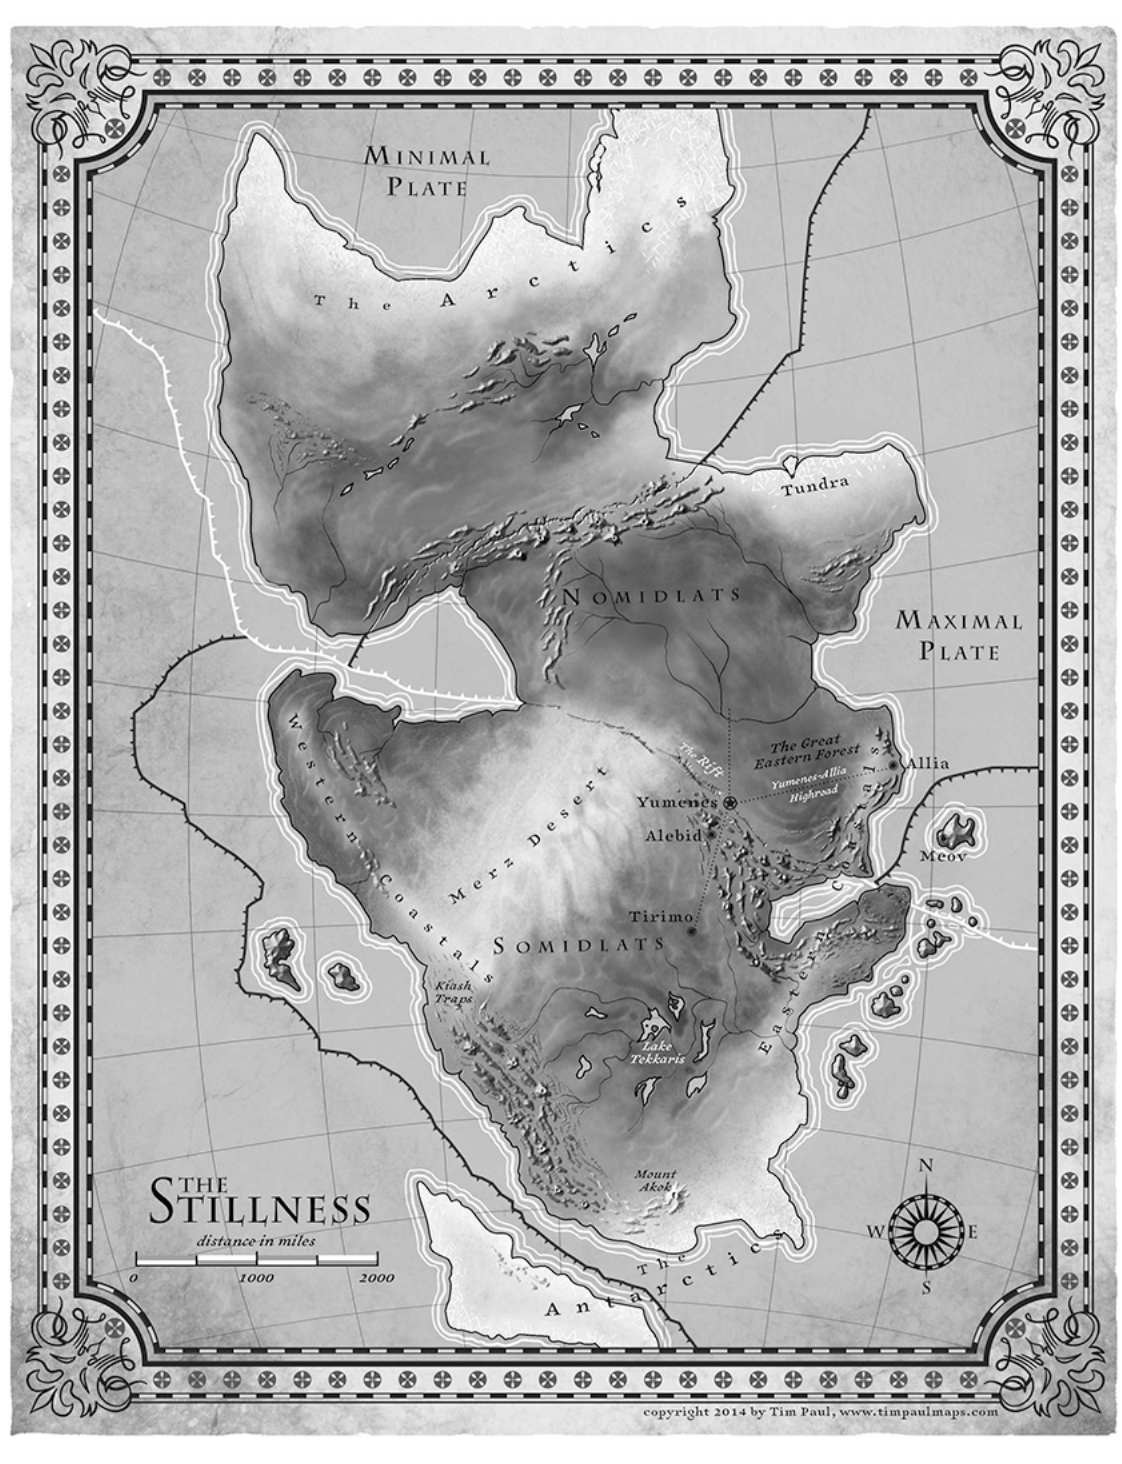 MINIMAL
PLATE
The Arctics
Tundra
NOMIDLATS
MAXIMAL
PLATE
Western Coastals
The Rift
The Great
Eastern Forest
Yumenes-Allia
Highroad
Allia
Yumenes
Merz Desert
Alebid
Meov
Tirimo
SOMIDLATS
Eastern Coastals
Kiash
Traps
Lake
Tekkaris
Mount
Akok
THE
STILLNESS
distance in miles
0 1000 2000
N
W E
S
The
Antarctics
copyright 2014 by Tim Paul, www.timpaulmaps.com